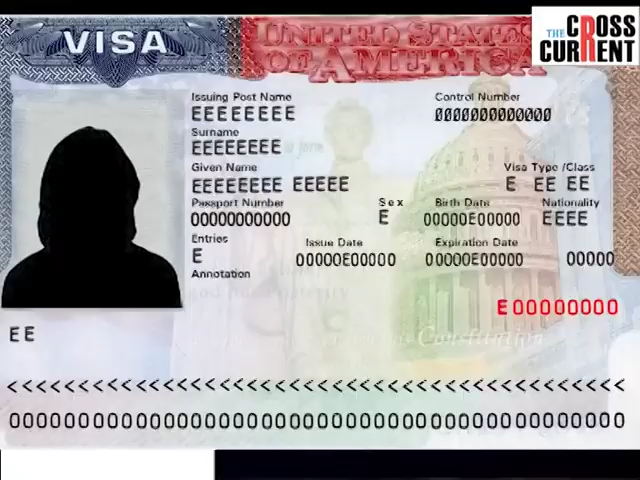 VISA
UNITED STATES OF AMERICA
THE CROSS CURRENT
Issuing Post Name
EEEEEEEE
Control Number
0000000000000
Surname
EEEEEEEE
Given Name
EEEEEEEE EEEEE
Visa Type /Class
E EE EE
Passport Number
00000000000
Sex
E
Birth Date
00000E00000
Nationality
EEEE
Entries
E
Issue Date
00000E00000
Expiration Date
00000E00000
00000
Annotation
E00000000
Constitution
EE
<<<<<<<<<<<<<<<<<<<<<<<<<<<<<<<<<<<<<<<<<<<<
00000000000000000000000000000000000000000000